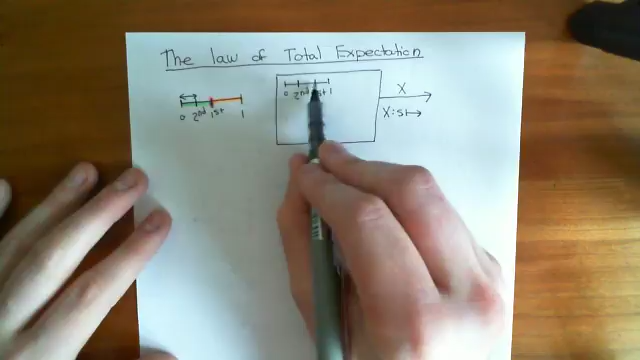 The law of Total Expectation
0 2nd 1st 1
0 2nd 1st 1
X
X:s↦